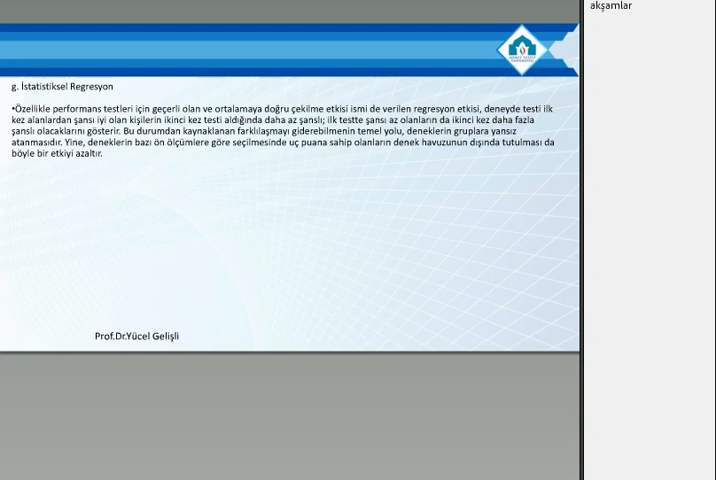 akşamlar
g. İstatistiksel Regresyon
•Özellikle performans testleri için geçerli olan ve ortalamaya doğru çekilme etkisi ismi de verilen regresyon etkisi, deneyde testi ilk
kez alanlardan şansı iyi olan kişilerin ikinci kez testi aldığında daha az şanslı; ilk testte şansı az olanların da ikinci kez daha fazla
şanslı olacaklarını gösterir. Bu durumdan kaynaklanan farklılaşmayı giderebilmenin temel yolu, deneklerin gruplara yansız
atanmasıdır. Yine, deneklerin bazı ön ölçümlere göre seçilmesinde uç puana sahip olanların denek havuzunun dışında tutulması da
böyle bir etkiyi azaltır.
Prof.Dr.Yücel Gelişli